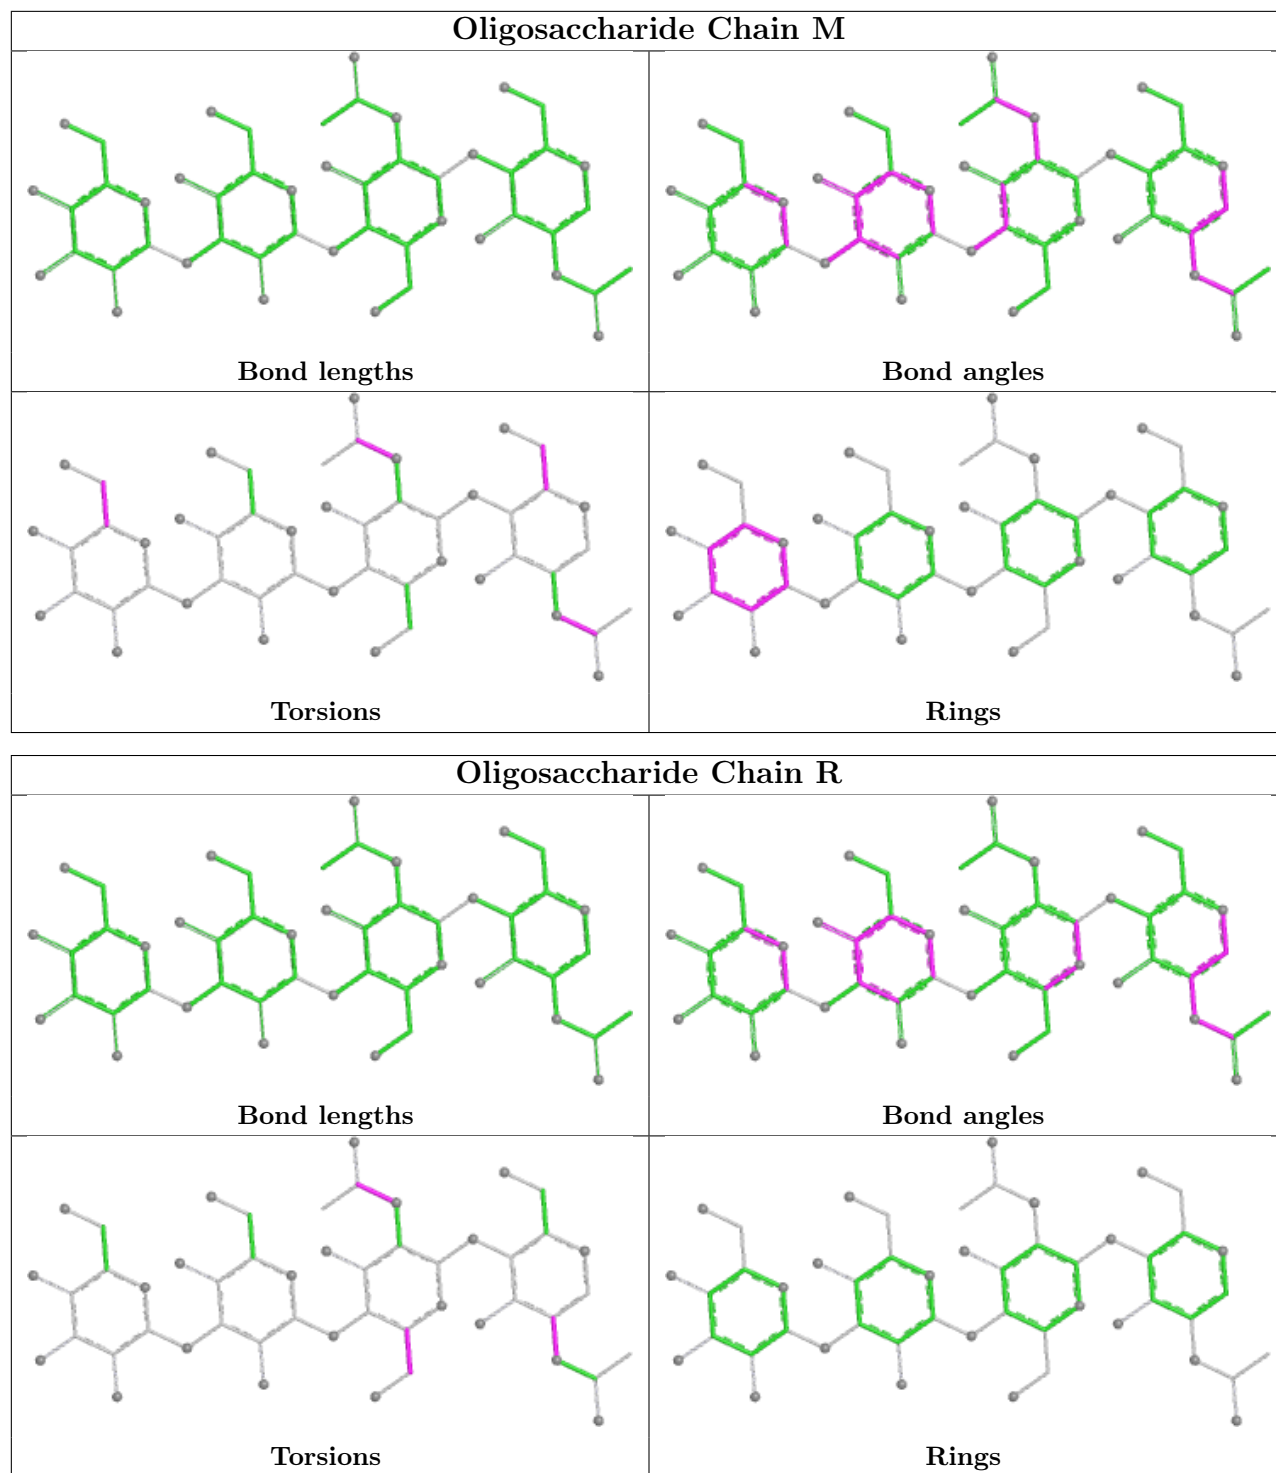 Oligosaccharide Chain M
Bond lengths
Bond angles
Torsions
Rings
Oligosaccharide Chain R
Bond lengths
Bond angles
Torsions
Rings